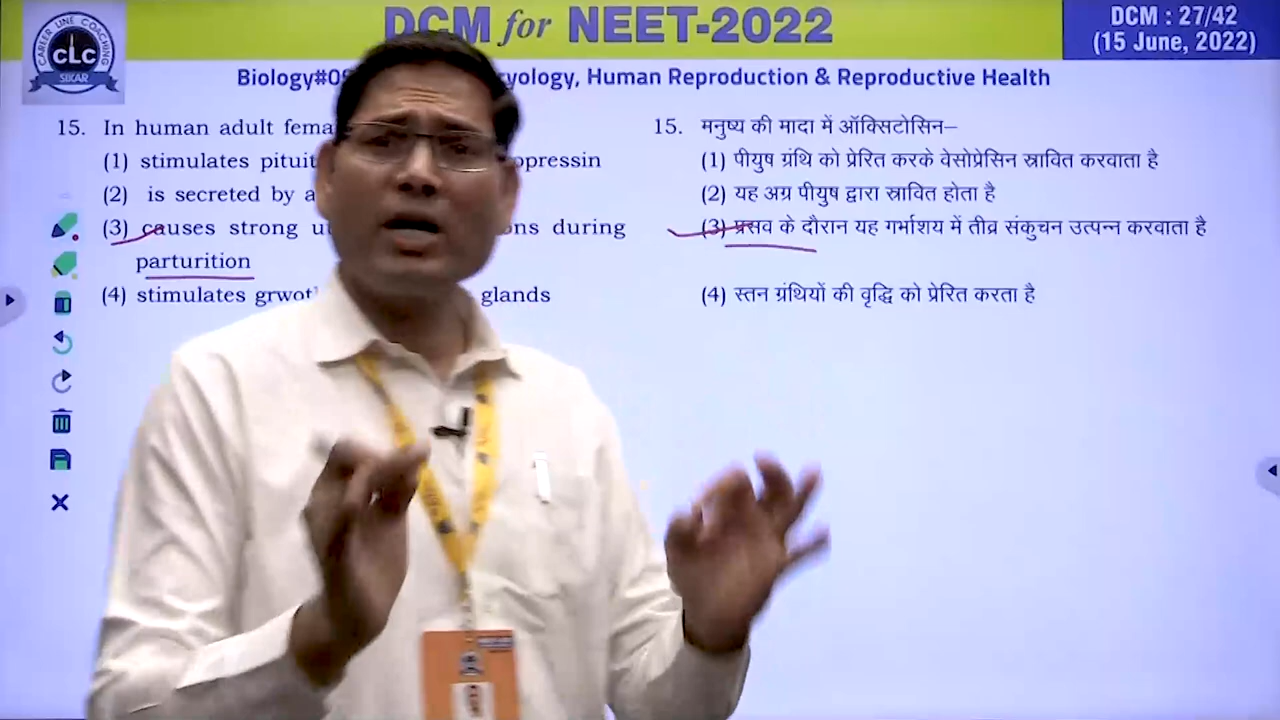 DCM for NEET-2022
DCM : 27/42
(15 June, 2022)
CAREER LINE COACHING
CLC
SIKAR
Biology#0 yology, Human Reproduction & Reproductive Health
15. In human adult fema
(1) stimulates pituit opressin
(2) is secreted by a
(3) causes strong ut ns during
parturition
(4) stimulates grwot glands
15. मनुष्य की मादा में ऑक्सिटोसिन–
(1) पीयुष ग्रंथि को प्रेरित करके वेसोप्रेसिन स्रावित करवाता है
(2) यह अग्र पीयुष द्वारा स्रावित होता है
(3) प्रसव के दौरान यह गर्भाशय में तीव्र संकुचन उत्पन्न करवाता है
(4) स्तन ग्रंथियों की वृद्धि को प्रेरित करता है